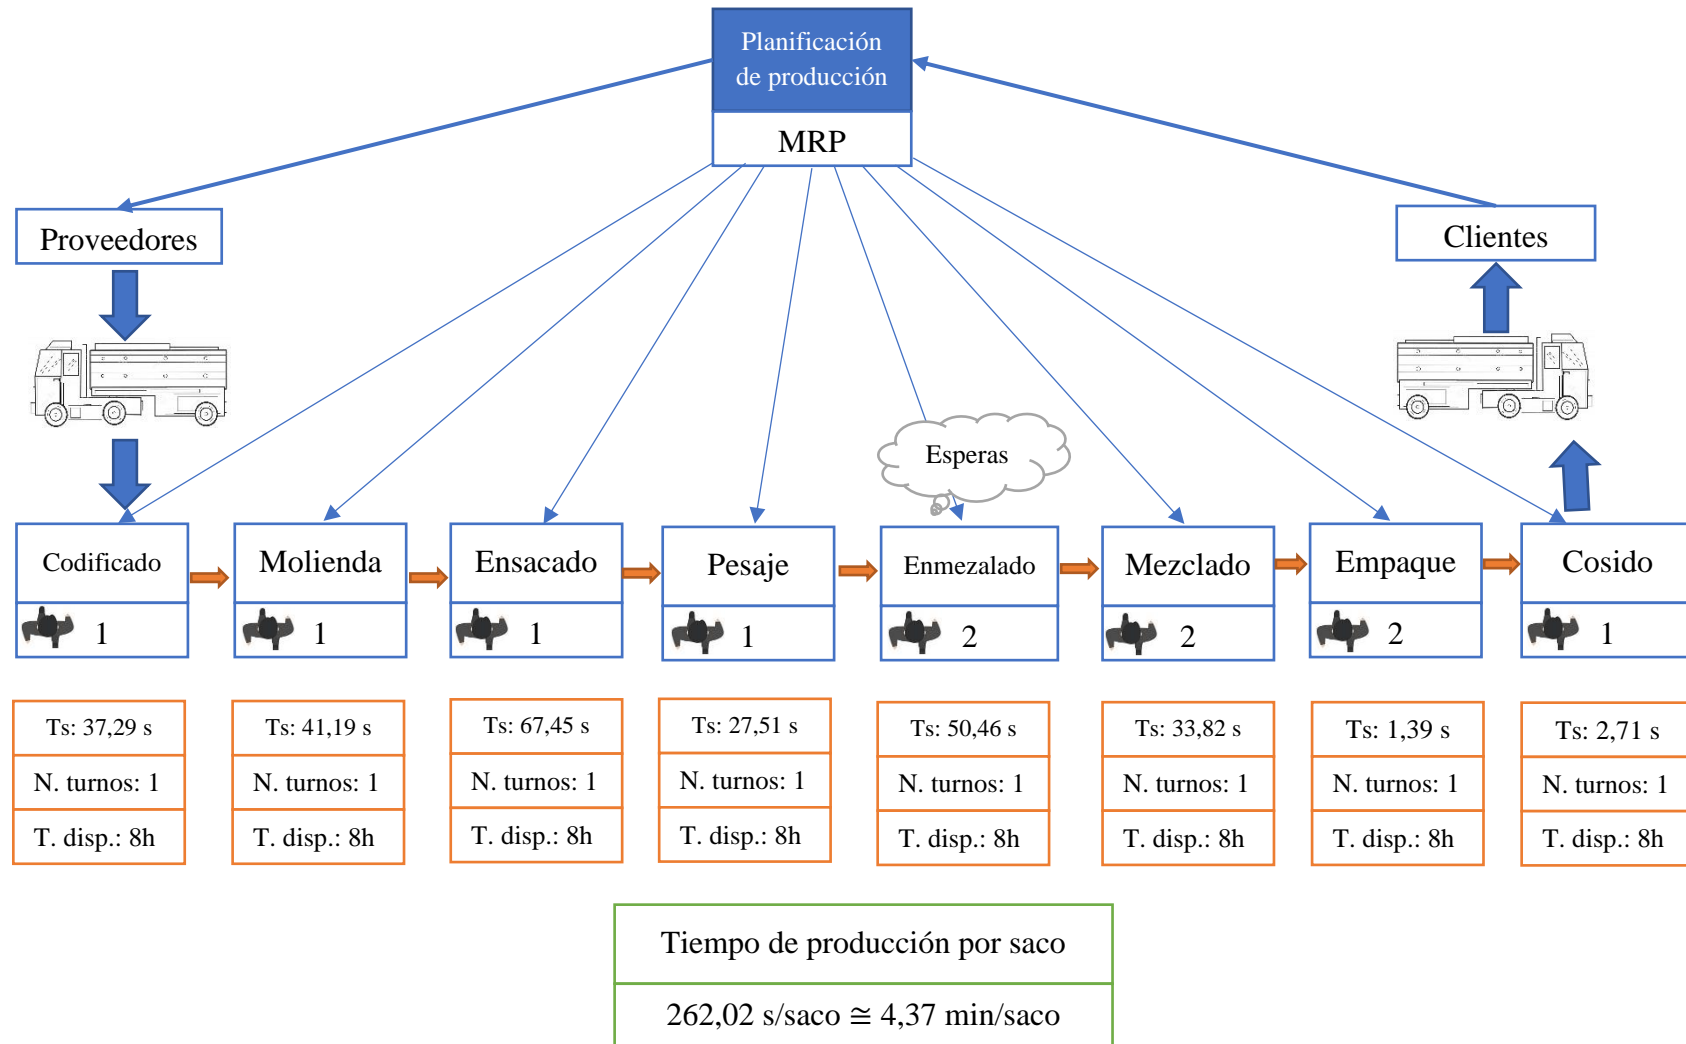 Planificación
de producción
MRP
Proveedores
Clientes
Esperas
Codificado
Molienda
Ensacado
Pesaje
Enmezalado
Mezclado
Empaque
Cosido
1
1
1
1
2
2
2
1
Ts: 37,29 s
N. turnos: 1
T. disp.: 8h
Ts: 41,19 s
N. turnos: 1
T. disp.: 8h
Ts: 67,45 s
N. turnos: 1
T. disp.: 8h
Ts: 27,51 s
N. turnos: 1
T. disp.: 8h
Ts: 50,46 s
N. turnos: 1
T. disp.: 8h
Ts: 33,82 s
N. turnos: 1
T. disp.: 8h
Ts: 1,39 s
N. turnos: 1
T. disp.: 8h
Ts: 2,71 s
N. turnos: 1
T. disp.: 8h
Tiempo de producción por saco
262,02 s/saco ≅ 4,37 min/saco